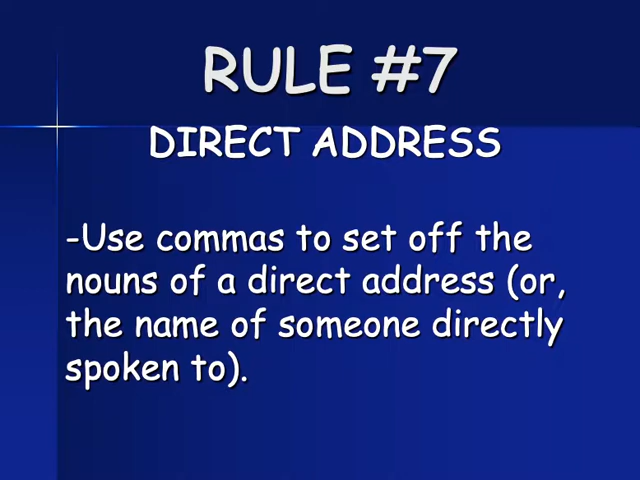 RULE #7
DIRECT ADDRESS
-Use commas to set off the
nouns of a direct address (or,
the name of someone directly
spoken to).